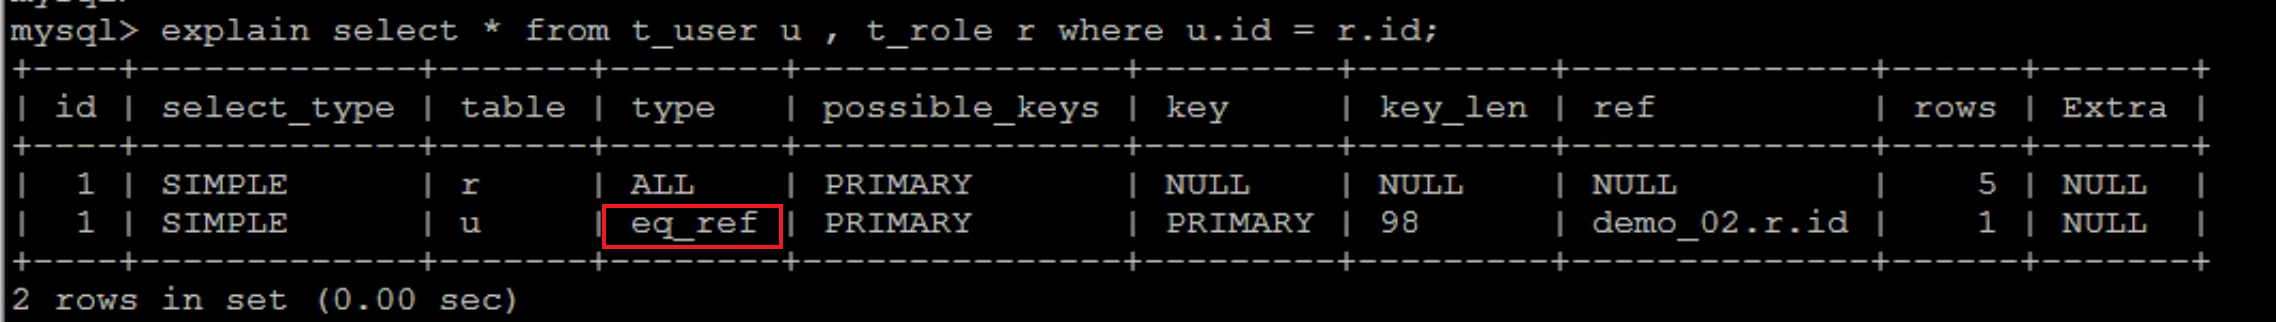 mysql>
mysql> explain select * from t_user u , t_role r where u.id = r.id;
+----+-------------+-------+--------+---------------+---------+---------+--------------+------+-------+
| id | select_type | table | type | possible_keys | key | key_len | ref | rows | Extra |
+----+-------------+-------+--------+---------------+---------+---------+--------------+------+-------+
| 1 | SIMPLE | r | ALL | PRIMARY | NULL | NULL | NULL | 5 | NULL |
| 1 | SIMPLE | u | eq_ref | PRIMARY | PRIMARY | 98 | demo_02.r.id | 1 | NULL |
+----+-------------+-------+--------+---------------+---------+---------+--------------+------+-------+
2 rows in set (0.00 sec)